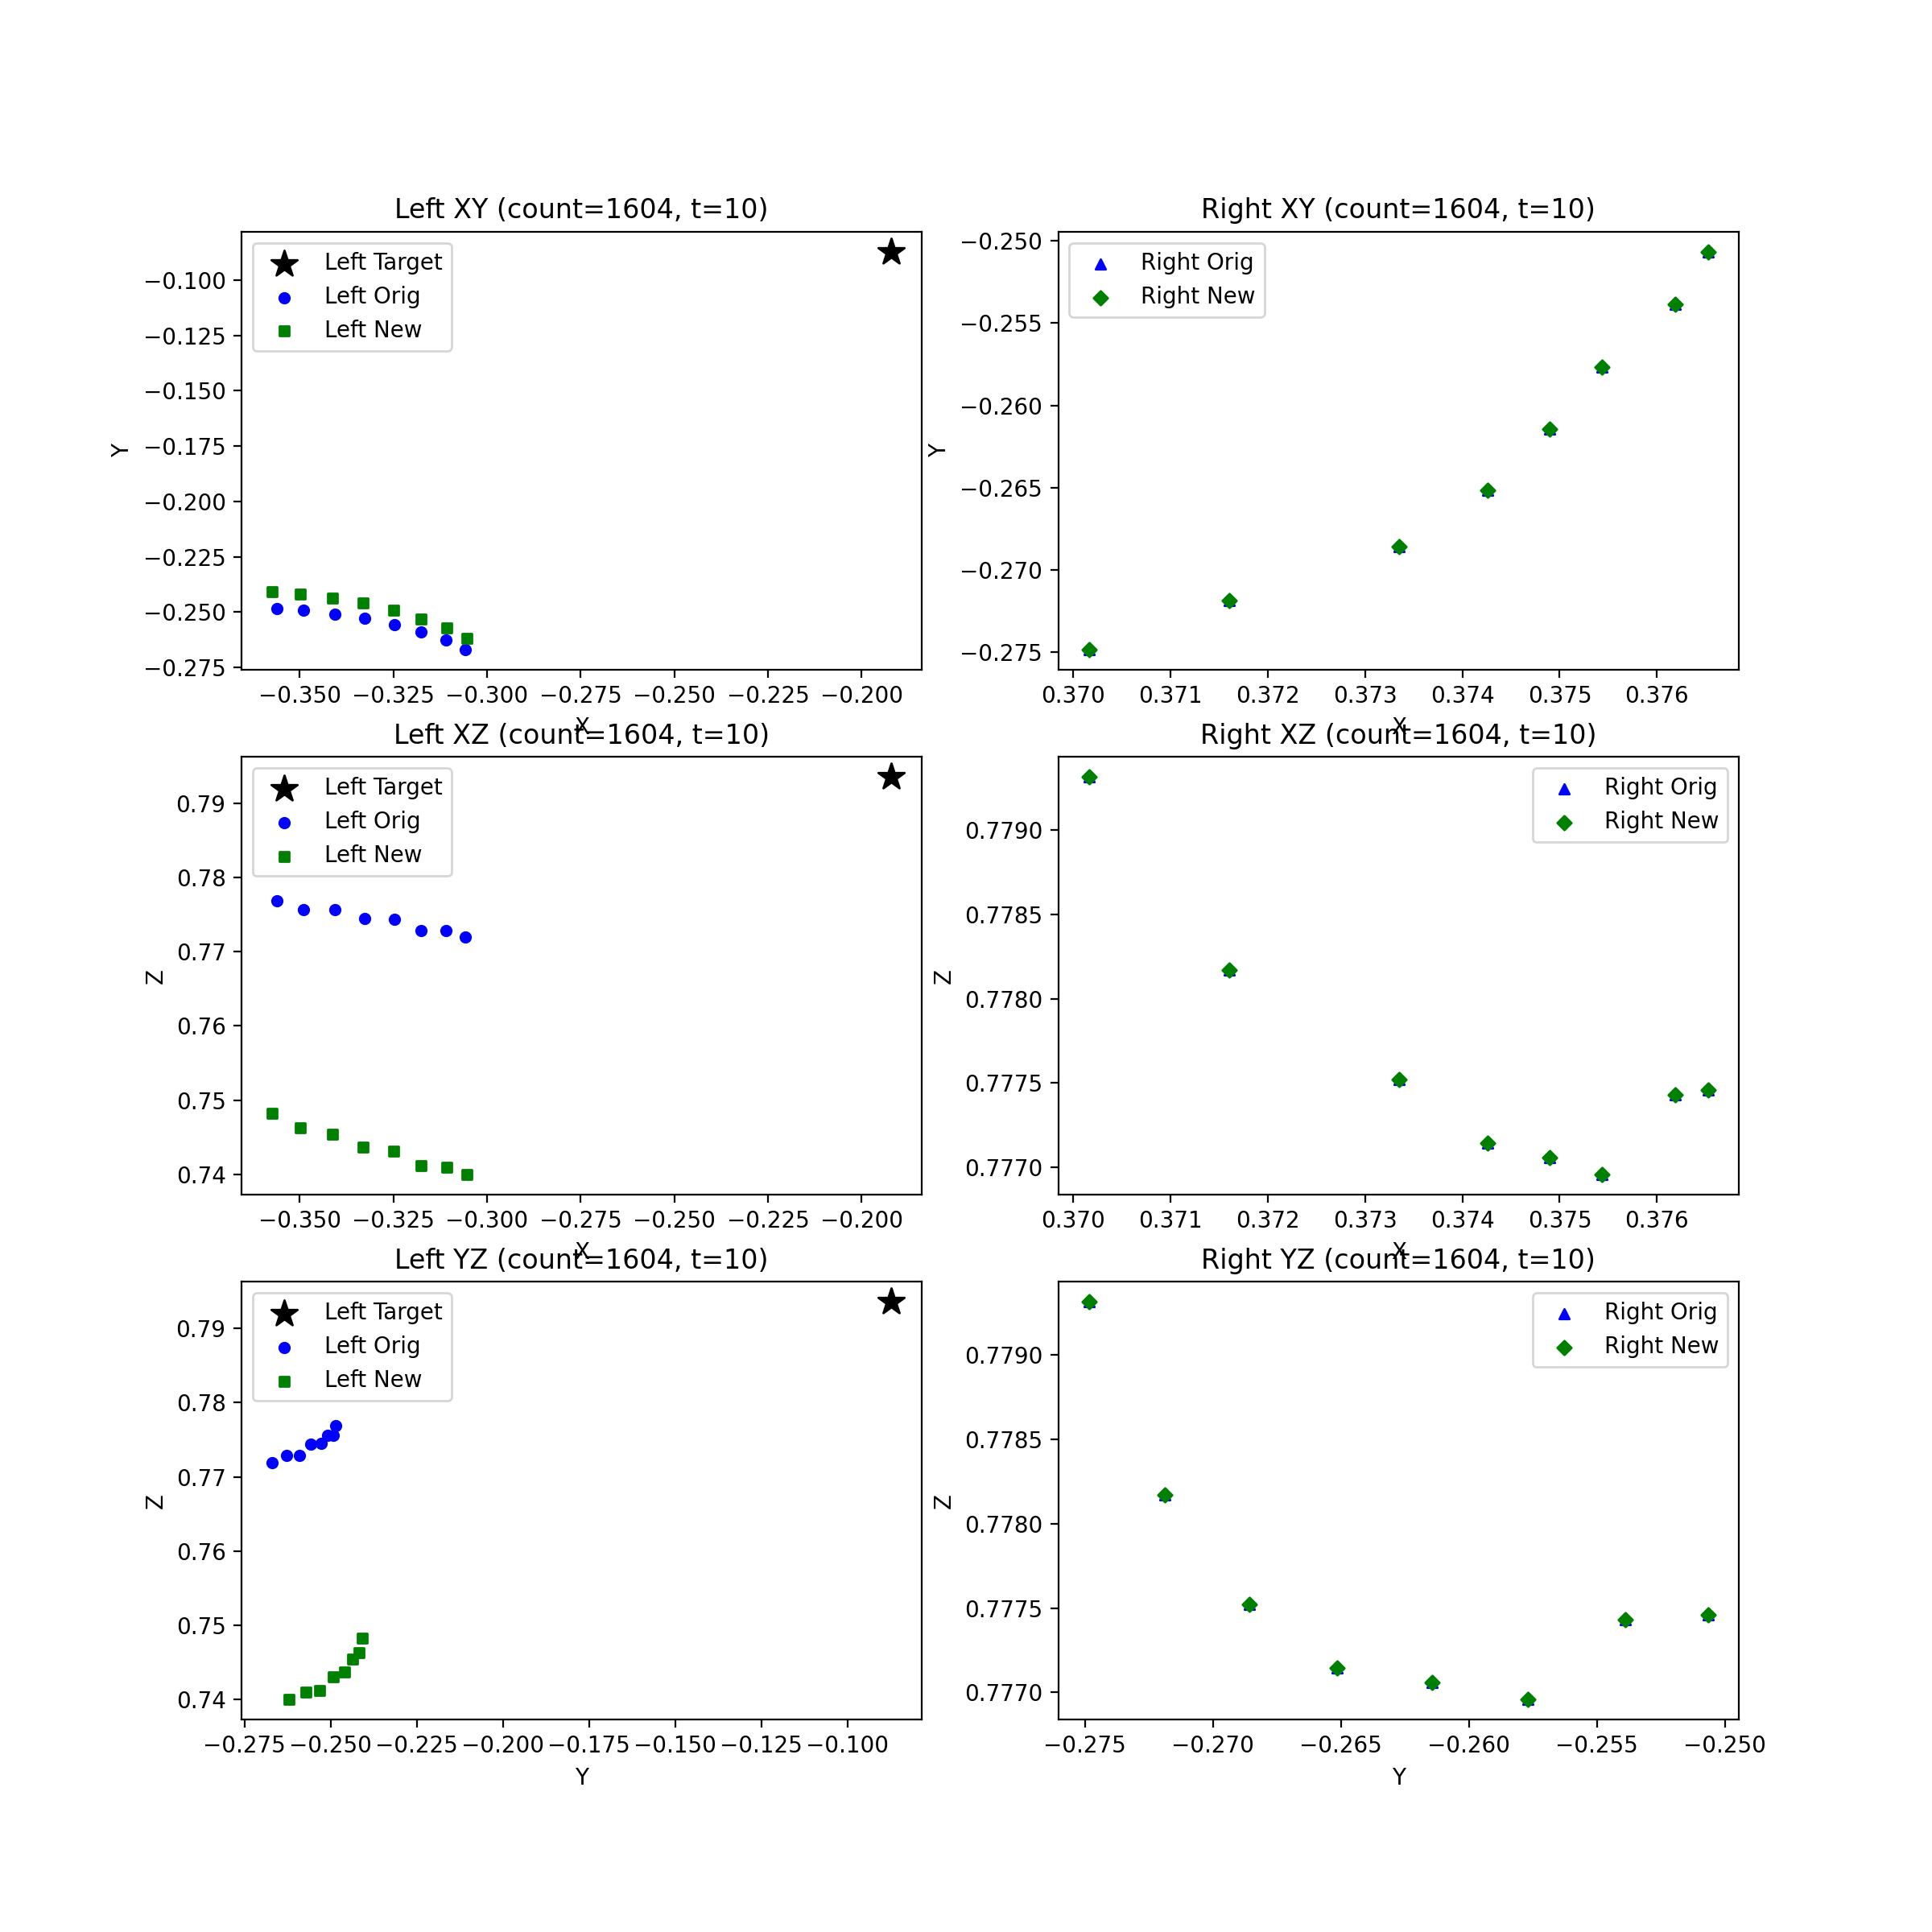 Left XY (count=1604, t=10)
Left Target
Left Orig
Left New
−0.100
−0.125
−0.150
−0.175
−0.200
−0.225
−0.250
−0.275
Y
−0.350 −0.325 −0.300 −0.275 −0.250 −0.225 −0.200
X
Right XY (count=1604, t=10)
Right Orig
Right New
−0.250
−0.255
−0.260
−0.265
−0.270
−0.275
Y
0.370 0.371 0.372 0.373 0.374 0.375 0.376
X
Left XZ (count=1604, t=10)
Left Target
Left Orig
Left New
0.79
0.78
0.77
0.76
0.75
0.74
Z
−0.350 −0.325 −0.300 −0.275 −0.250 −0.225 −0.200
X
Right XZ (count=1604, t=10)
Right Orig
Right New
0.7790
0.7785
0.7780
0.7775
0.7770
Z
0.370 0.371 0.372 0.373 0.374 0.375 0.376
X
Left YZ (count=1604, t=10)
Left Target
Left Orig
Left New
0.79
0.78
0.77
0.76
0.75
0.74
Z
−0.275 −0.250 −0.225 −0.200 −0.175 −0.150 −0.125 −0.100
Y
Right YZ (count=1604, t=10)
Right Orig
Right New
0.7790
0.7785
0.7780
0.7775
0.7770
Z
−0.275 −0.270 −0.265 −0.260 −0.255 −0.250
Y